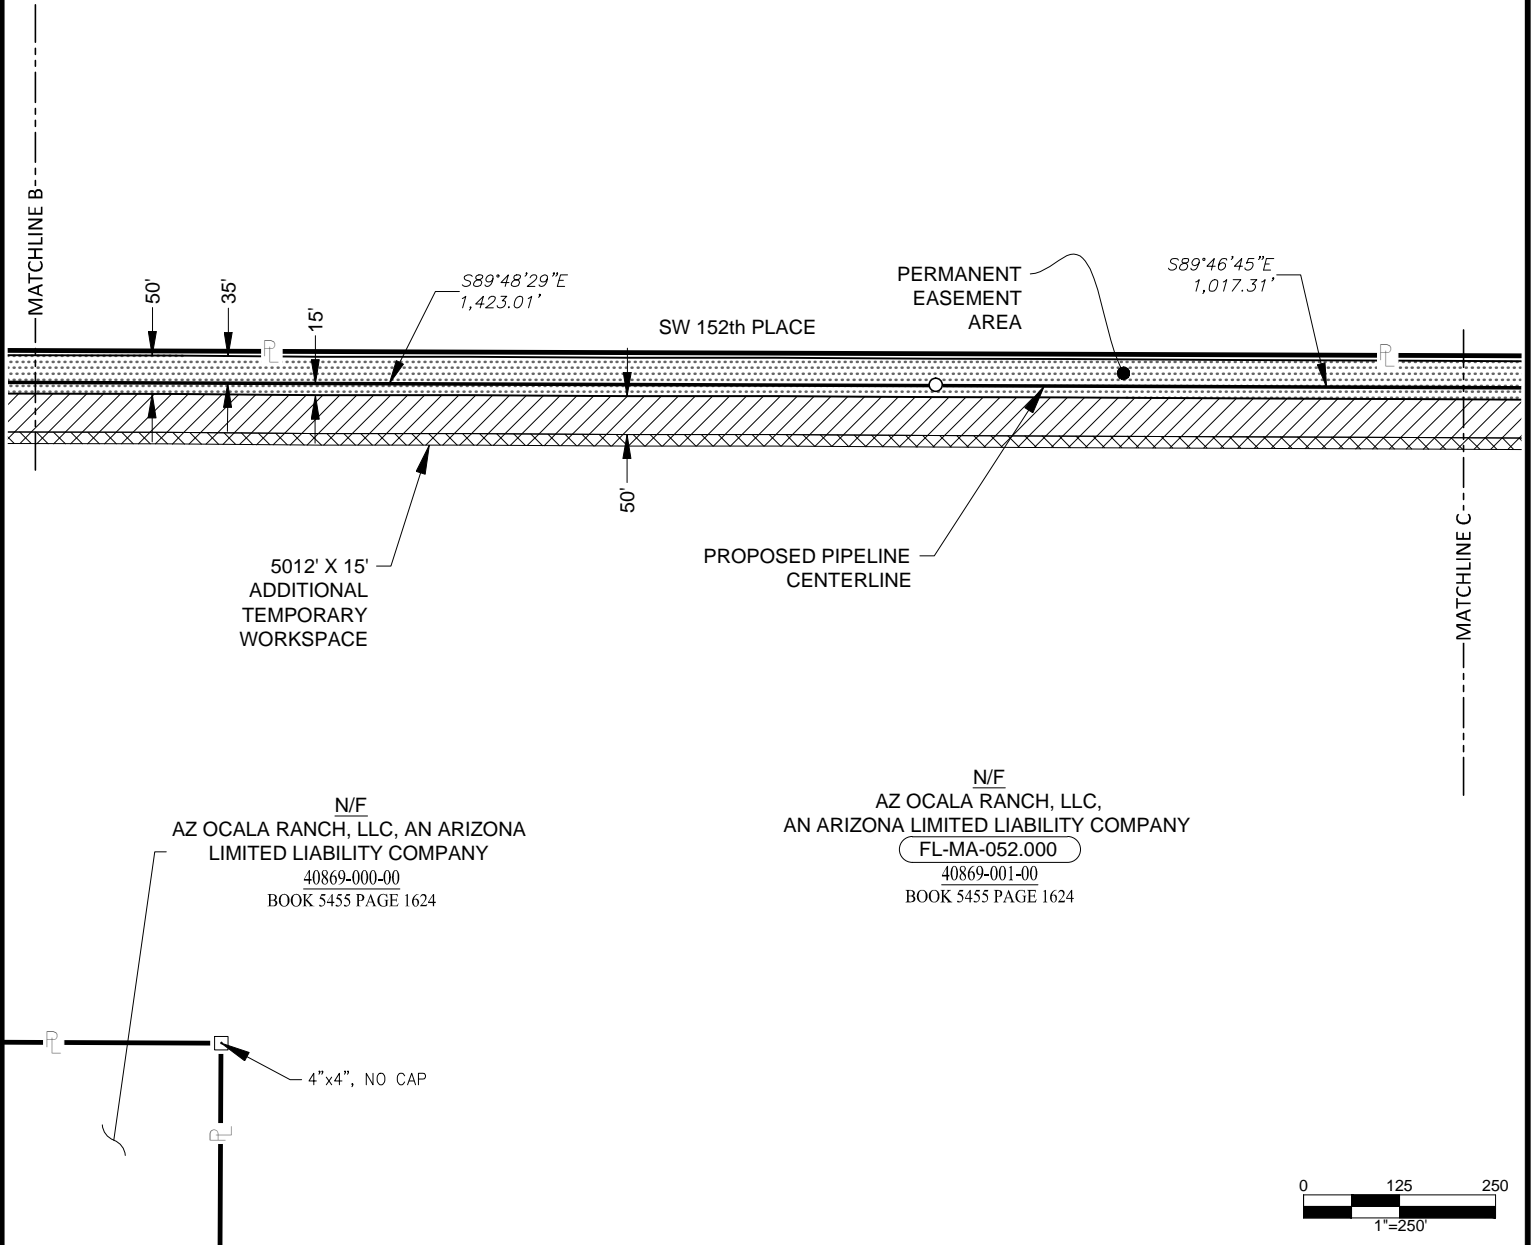 MATCHLINE B
50'
35'
15'
S89°48'29"E
1,423.01'
SW 152th PLACE
PERMANENT
EASEMENT
AREA
S89°46'45"E
1,017.31'
PL
PL
50'
5012' X 15'
ADDITIONAL
TEMPORARY
WORKSPACE
PROPOSED PIPELINE
CENTERLINE
MATCHLINE C
N/F
AZ OCALA RANCH, LLC, AN ARIZONA
LIMITED LIABILITY COMPANY
40869-000-00
BOOK 5455 PAGE 1624
N/F
AZ OCALA RANCH, LLC,
AN ARIZONA LIMITED LIABILITY COMPANY
FL-MA-052.000
40869-001-00
BOOK 5455 PAGE 1624
PL
4"x4", NO CAP
PL
0 125 250
1"=250'